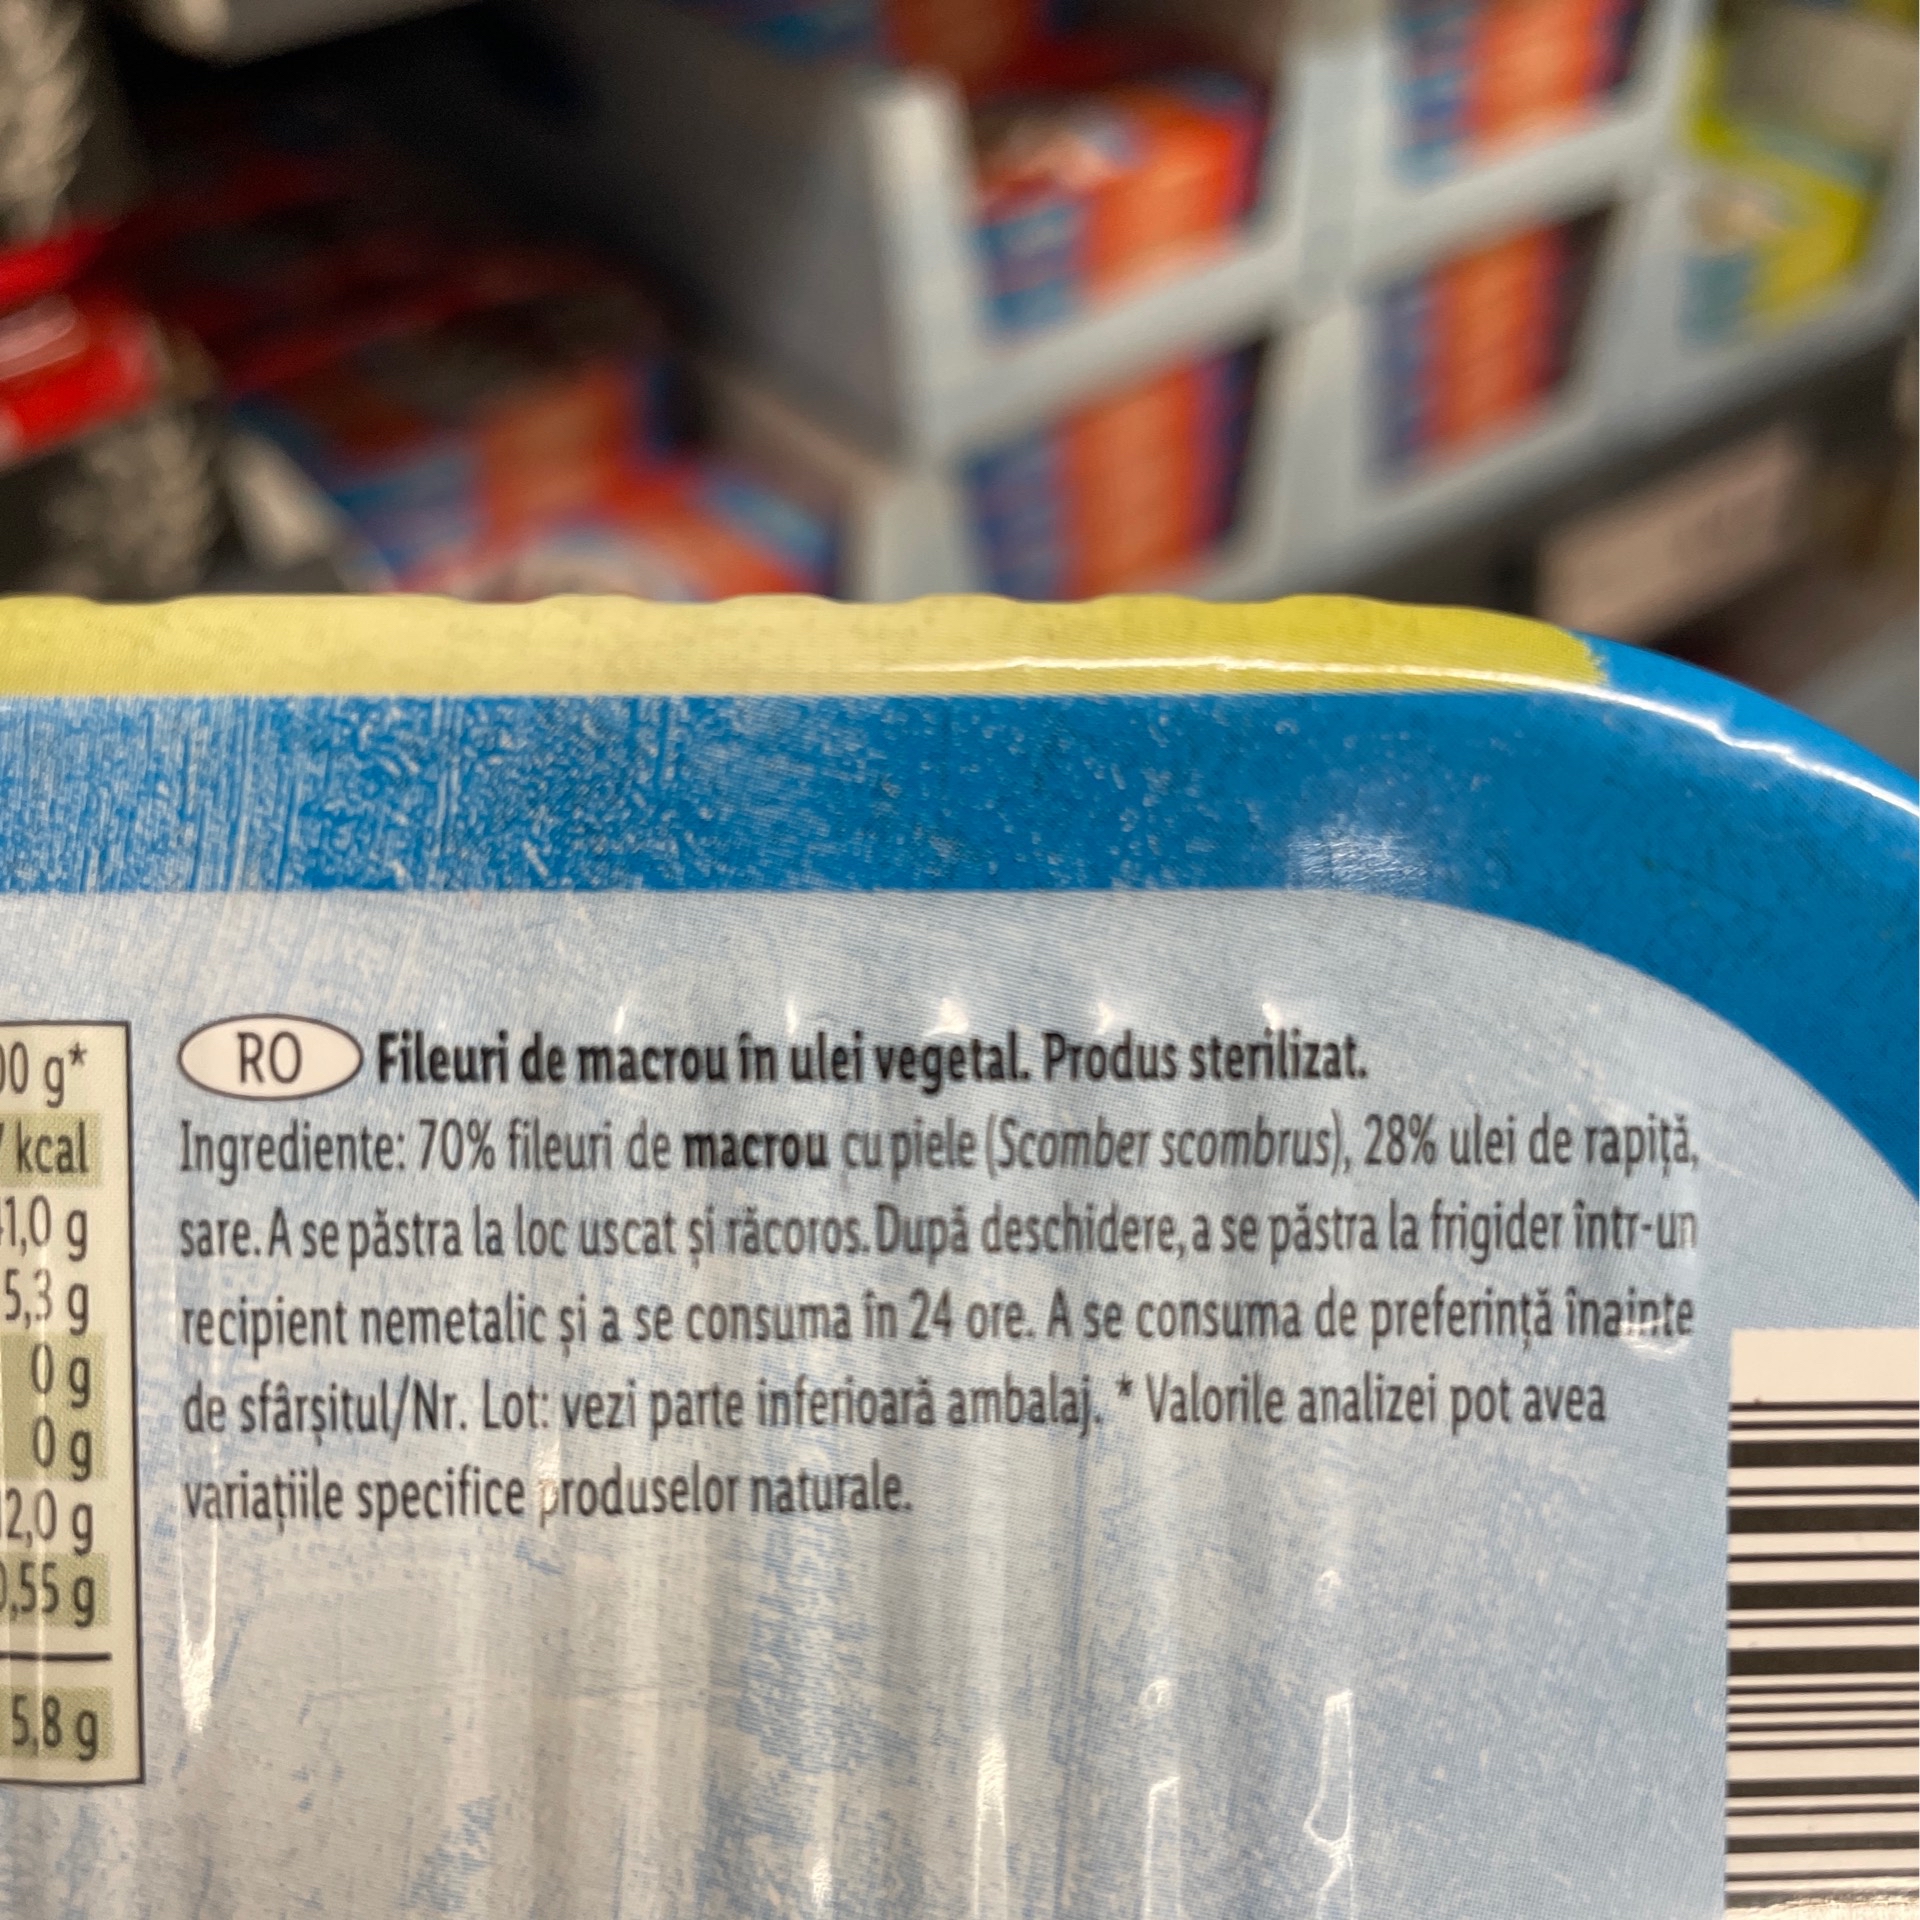 00 g*
kcal
1,0 g
5,3 g
0 g
0 g
2,0 g
0,55 g
5,8 g
RO Fileuri de macrou în ulei vegetal. Produs sterilizat.
Ingrediente: 70% fileuri de macrou cu piele (Scomber scombrus), 28% ulei de rapiță,
sare. A se păstra la loc uscat și răcoros. După deschidere, a se păstra la frigider într-un
recipient nemetalic și a se consuma în 24 ore. A se consuma de preferință înainte
de sfârșitul/Nr. Lot: vezi parte inferioară ambalaj. * Valorile analizei pot avea
variațiile specifice produselor naturale.